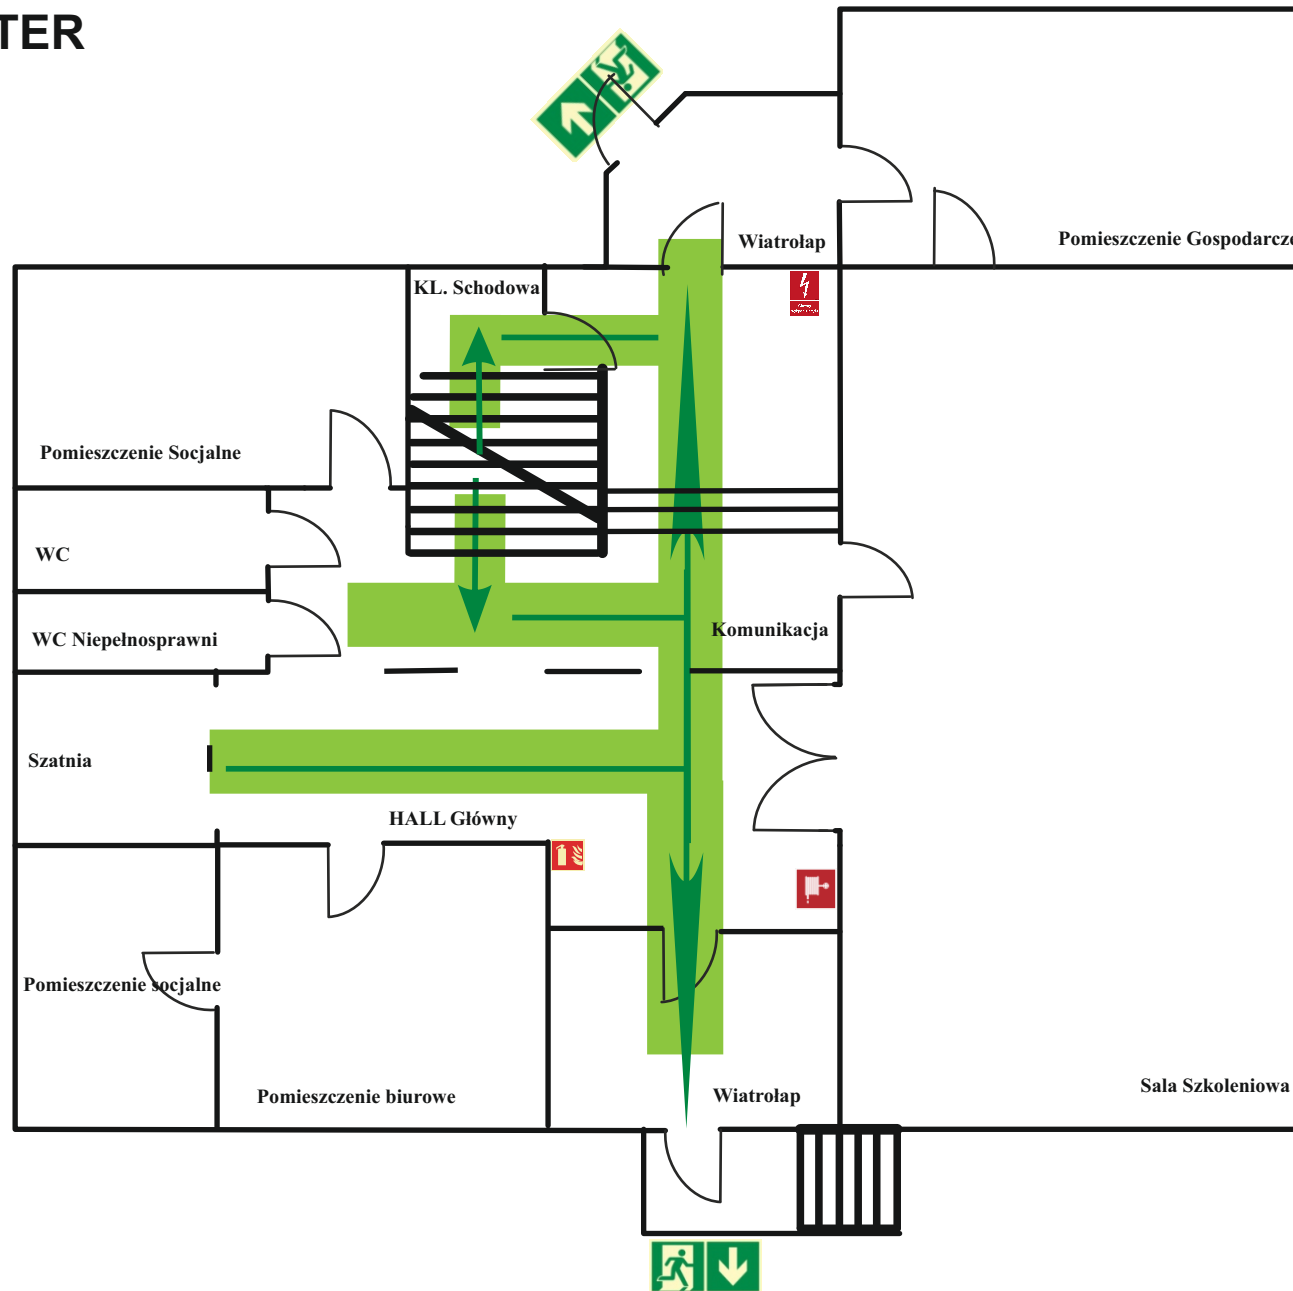 TER
Wiatrołap
Pomieszczenie Gospodarcze
KL. Schodowa
Pomieszczenie Socjalne
WC
WC Niepełnosprawni
Komunikacja
Szatnia
HALL Główny
Pomieszczenie socjalne
Pomieszczenie biurowe
Wiatrołap
Sala Szkoleniowa